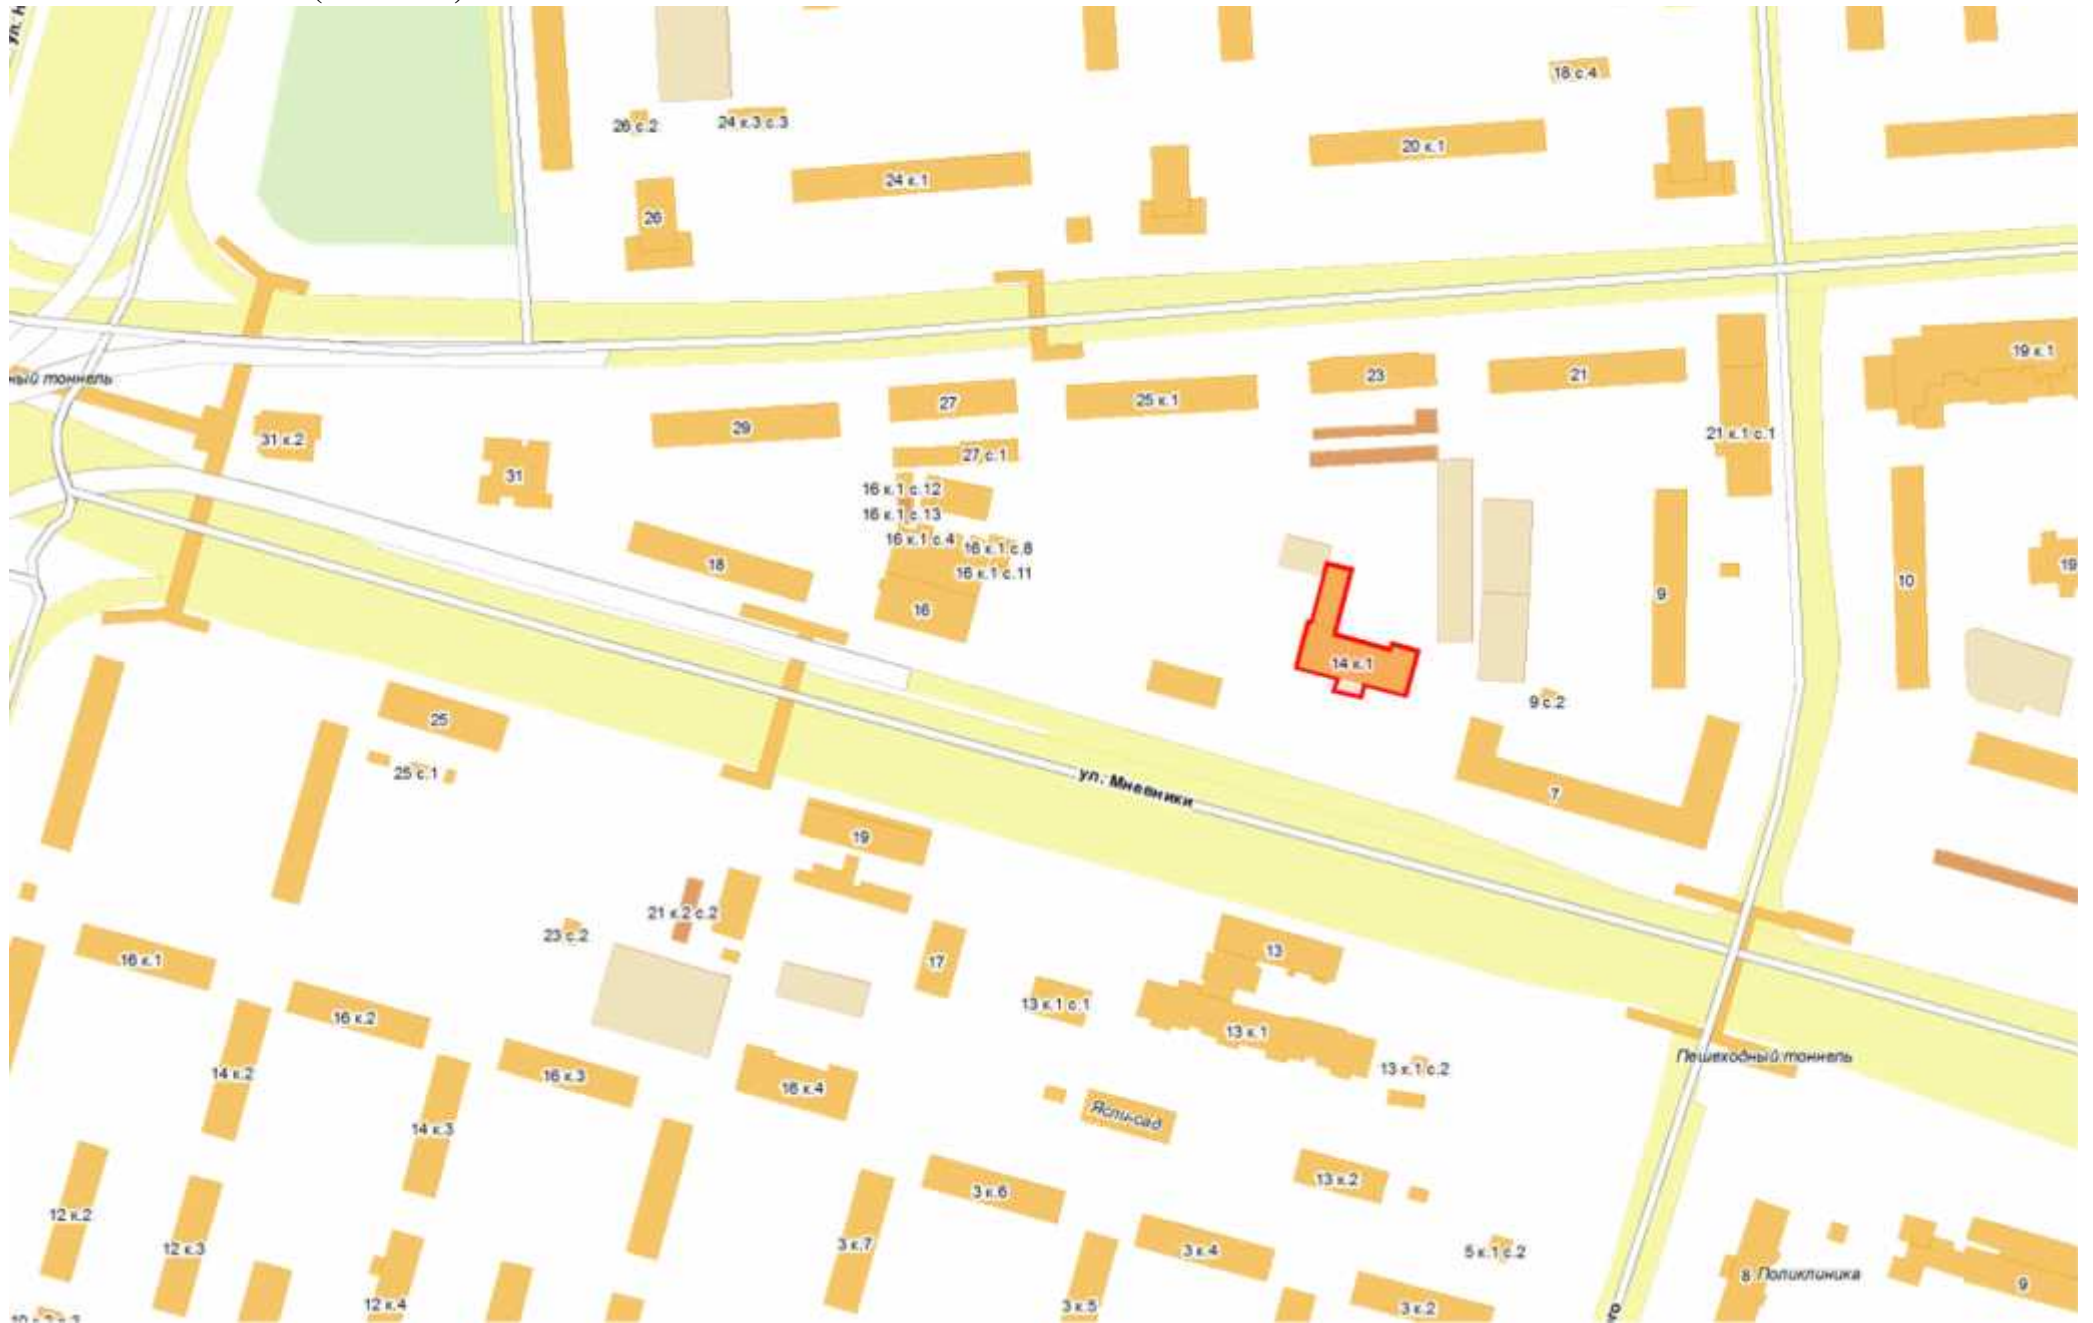 18 с.4
26 с.2
24 к.3 с.3
20 к.1
24 к.1
26
ный тоннель
19 к.1
23
21
25 к.1
27
29
31 к.2
21 к.1 с.1
27 с.1
31
16 к.1 с.12
16 к.1 с.13
16 к.1 с.4
16 к.1 с.8
16 к.1 с.11
18
16
9
10
19
14 к.1
9 с.2
25
25 с.1
ул. Мневники
7
19
21 к.2 с.2
23 с.2
17
13
16 к.1
13 к.1 с.1
16 к.2
13 к.1
Пешеходный тоннель
14 к.2
16 к.3
16 к.4
13 к.1 с.2
Ясли-сад
14 к.3
13 к.2
3 к.6
12 к.2
12 к.3
3 к.7
3 к.4
5 к.1 с.2
8 Поликлиника
9
12 к.4
3 к.5
3 к.2